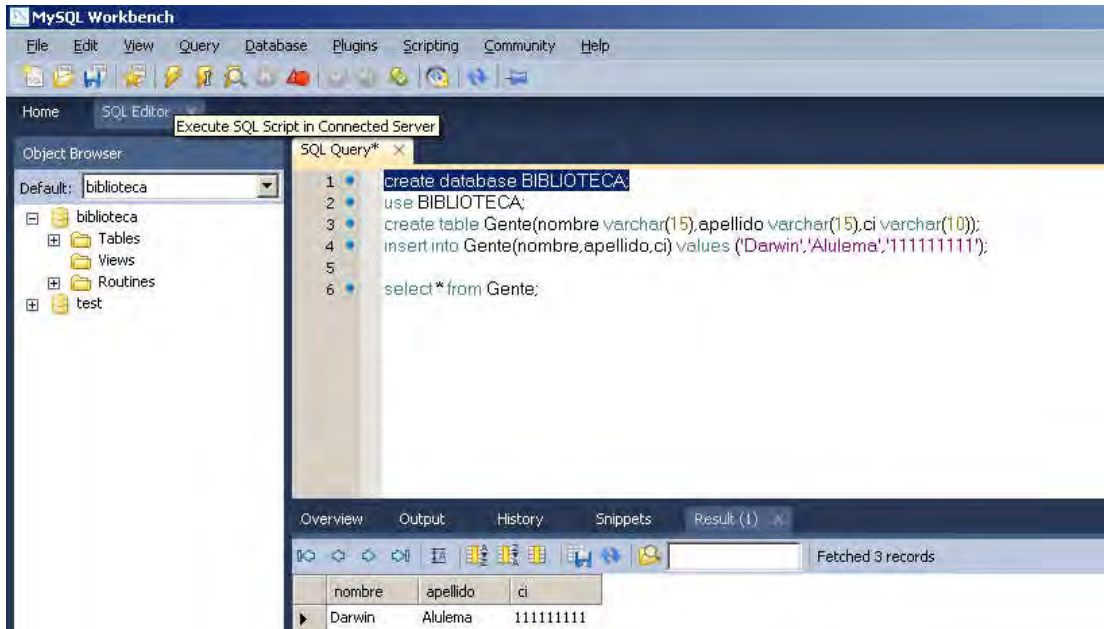 MySQL Workbench
File Edit View Query Database Plugins Scripting Community Help
Home SQL Editor
Execute SQL Script in Connected Server
Object Browser
SQL Query*
Default: biblioteca
biblioteca
Tables
Views
Routines
test
1 create database BIBLIOTECA;
2 use BIBLIOTECA;
3 create table Gente(nombre varchar(15),apellido varchar(15),ci varchar(10));
4 insert into Gente(nombre,apellido,ci) values ('Darwin','Alulema','111111111');
5
6 select * from Gente;
Overview Output History Snippets Result (1)
Fetched 3 records
nombre apellido ci
Darwin Alulema 111111111